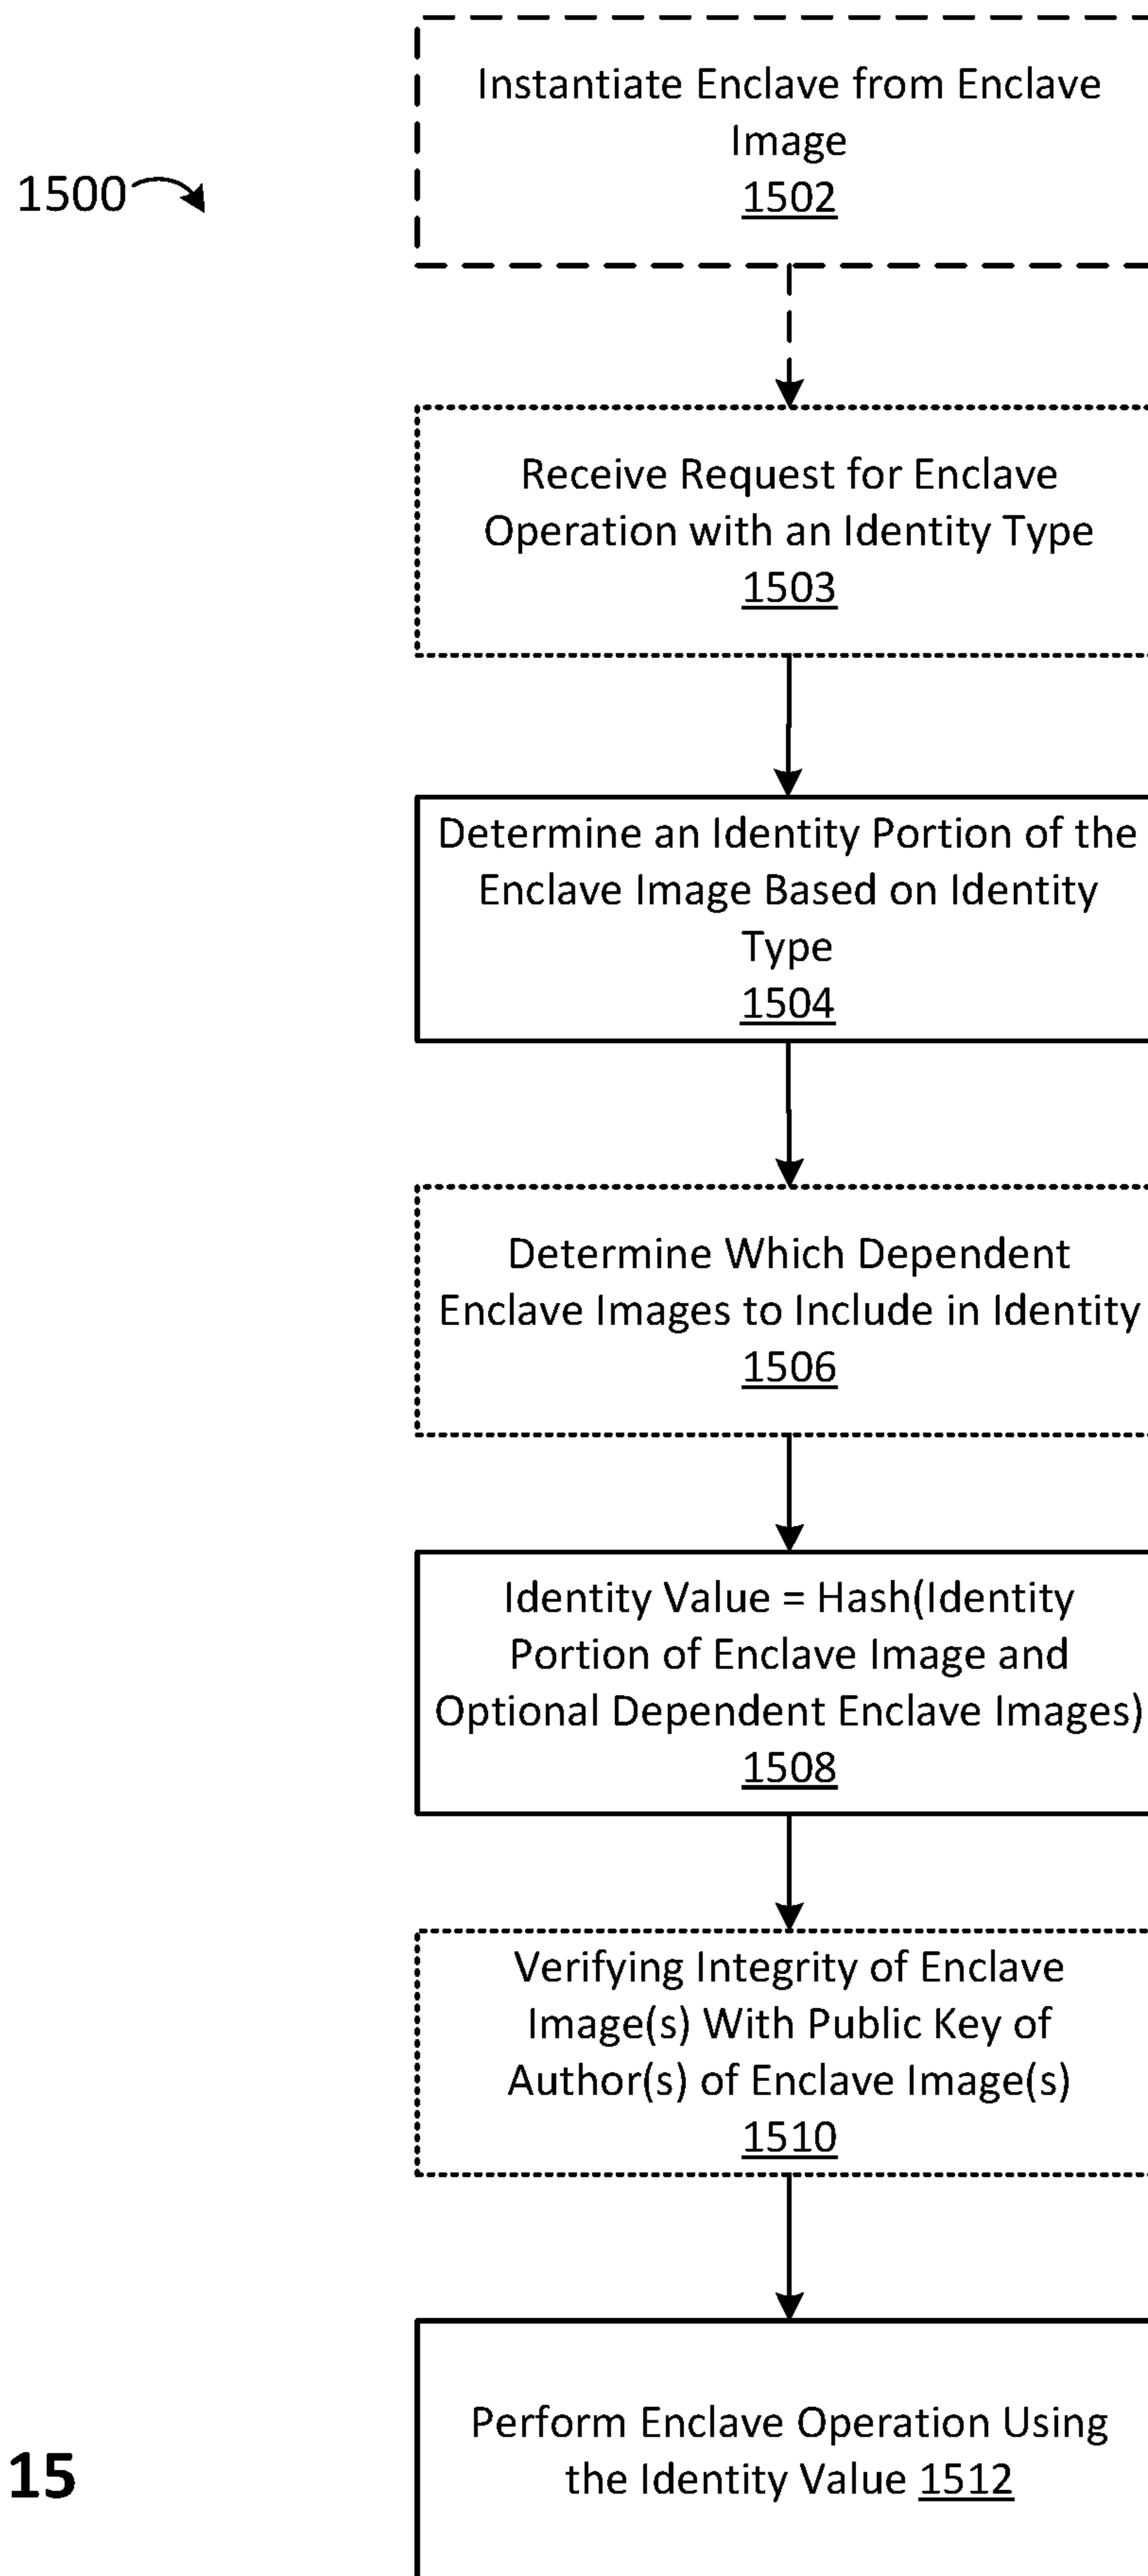 Instantiate Enclave from Enclave
Image
1502
1500
Receive Request for Enclave
Operation with an Identity Type
1503
Determine an Identity Portion of the
Enclave Image Based on Identity
Type
1504
Determine Which Dependent
Enclave Images to Include in Identity
1506
Identity Value = Hash(Identity
Portion of Enclave Image and
Optional Dependent Enclave Images)
1508
Verifying Integrity of Enclave
Image(s) With Public Key of
Author(s) of Enclave Image(s)
1510
Perform Enclave Operation Using
the Identity Value 1512
15